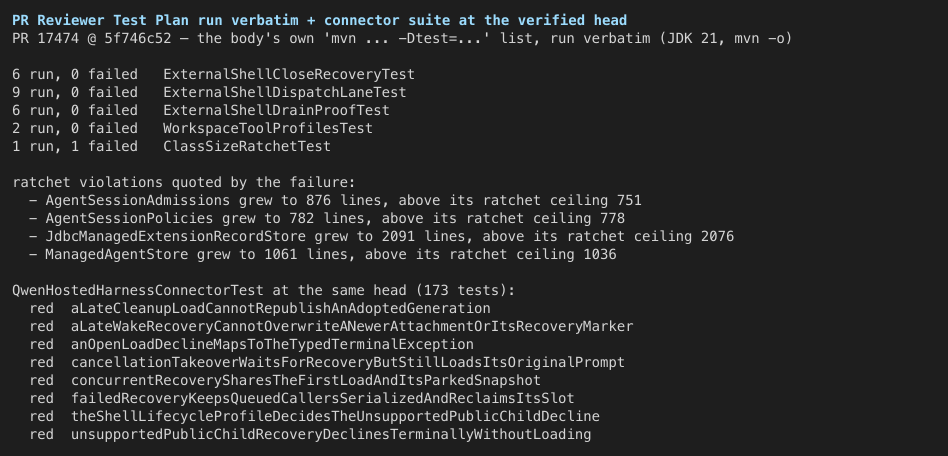 PR Reviewer Test Plan run verbatim + connector suite at the verified head
PR 17474 @ 5f746c52 — the body's own 'mvn ... -Dtest=...' list, run verbatim (JDK 21, mvn -o)
6 run, 0 failed   ExternalShellCloseRecoveryTest
9 run, 0 failed   ExternalShellDispatchLaneTest
6 run, 0 failed   ExternalShellDrainProofTest
2 run, 0 failed   WorkspaceToolProfilesTest
1 run, 1 failed   ClassSizeRatchetTest
ratchet violations quoted by the failure:
– AgentSessionAdmissions grew to 876 lines, above its ratchet ceiling 751
– AgentSessionPolicies grew to 782 lines, above its ratchet ceiling 778
– JdbcManagedExtensionRecordStore grew to 2091 lines, above its ratchet ceiling 2076
– ManagedAgentStore grew to 1061 lines, above its ratchet ceiling 1036
QwenHostedHarnessConnectorTest at the same head (173 tests):
red  aLateCleanupLoadCannotRepublishAnAdoptedGeneration
red  aLateWakeRecoveryCannotOverwriteANewerAttachmentOrItsRecoveryMarker
red  anOpenLoadDeclineMapsToTheTypedTerminalException
red  cancellationTakeoverWaitsForRecoveryButStillLoadsItsOriginalPrompt
red  concurrentRecoverySharesTheFirstLoadAndItsParkedSnapshot
red  failedRecoveryKeepsQueuedCallersSerializedAndReclaimsItsSlot
red  theShellLifecycleProfileDecidesTheUnsupportedPublicChildDecline
red  unsupportedPublicChildRecoveryDeclinesTerminallyWithoutLoading